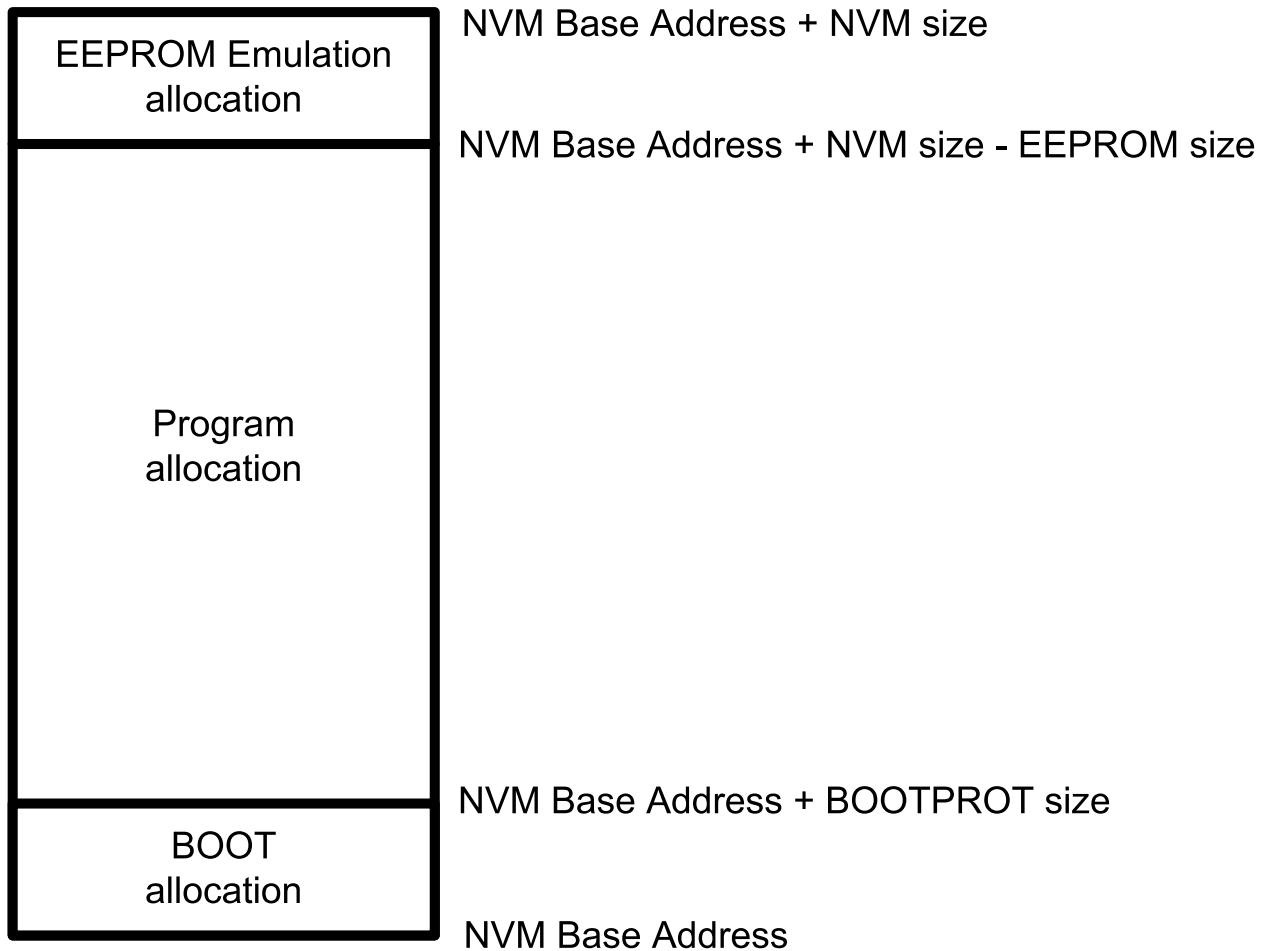 NVM Base Address + NVM size
EEPROM Emulation
allocation
NVM Base Address + NVM size - EEPROM size
Program
allocation
NVM Base Address + BOOTPROT size
BOOT
allocation
NVM Base Address